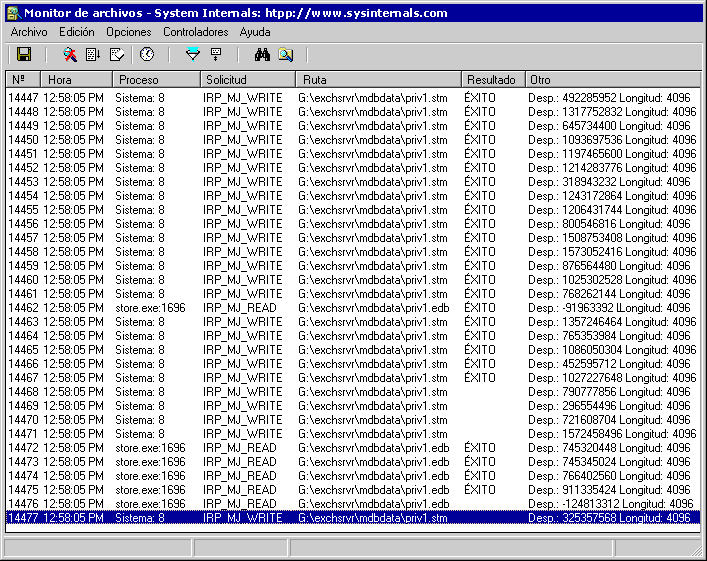 Monitor de archivos - System Internals: htpp://www.sysinternals.com
Archivo Edición Opciones Controladores Ayuda
Nº Hora Proceso Solicitud Ruta Resultado Otro
14447 12:58:05 PM Sistema: 8 IRP_MJ_WRITE G:\exchsrvr\mdbdata\priv1.stm ÉXITO Desp.: 492285952 Longitud: 4096
14448 12:58:05 PM Sistema: 8 IRP_MJ_WRITE G:\exchsrvr\mdbdata\priv1.stm ÉXITO Desp.: 1317752832 Longitud: 4096
14449 12:58:05 PM Sistema: 8 IRP_MJ_WRITE G:\exchsrvr\mdbdata\priv1.stm ÉXITO Desp.: 645734400 Longitud: 4096
14450 12:58:05 PM Sistema: 8 IRP_MJ_WRITE G:\exchsrvr\mdbdata\priv1.stm ÉXITO Desp.: 1093697536 Longitud: 4096
14451 12:58:05 PM Sistema: 8 IRP_MJ_WRITE G:\exchsrvr\mdbdata\priv1.stm ÉXITO Desp.: 1197465600 Longitud: 4096
14452 12:58:05 PM Sistema: 8 IRP_MJ_WRITE G:\exchsrvr\mdbdata\priv1.stm ÉXITO Desp.: 1214283776 Longitud: 4096
14453 12:58:05 PM Sistema: 8 IRP_MJ_WRITE G:\exchsrvr\mdbdata\priv1.stm ÉXITO Desp.: 318943232 Longitud: 4096
14454 12:58:05 PM Sistema: 8 IRP_MJ_WRITE G:\exchsrvr\mdbdata\priv1.stm ÉXITO Desp.: 1243172864 Longitud: 4096
14455 12:58:05 PM Sistema: 8 IRP_MJ_WRITE G:\exchsrvr\mdbdata\priv1.stm ÉXITO Desp.: 1206431744 Longitud: 4096
14456 12:58:05 PM Sistema: 8 IRP_MJ_WRITE G:\exchsrvr\mdbdata\priv1.stm ÉXITO Desp.: 800546816 Longitud: 4096
14457 12:58:05 PM Sistema: 8 IRP_MJ_WRITE G:\exchsrvr\mdbdata\priv1.stm ÉXITO Desp.: 1508753408 Longitud: 4096
14458 12:58:05 PM Sistema: 8 IRP_MJ_WRITE G:\exchsrvr\mdbdata\priv1.stm ÉXITO Desp.: 1573052416 Longitud: 4096
14459 12:58:05 PM Sistema: 8 IRP_MJ_WRITE G:\exchsrvr\mdbdata\priv1.stm ÉXITO Desp.: 876564480 Longitud: 4096
14460 12:58:05 PM Sistema: 8 IRP_MJ_WRITE G:\exchsrvr\mdbdata\priv1.stm ÉXITO Desp.: 1025302528 Longitud: 4096
14461 12:58:05 PM Sistema: 8 IRP_MJ_WRITE G:\exchsrvr\mdbdata\priv1.stm ÉXITO Desp.: 768262144 Longitud: 4096
14462 12:58:05 PM store.exe:1696 IRP_MJ_READ G:\exchsrvr\mdbdata\priv1.edb ÉXITO Desp.: -91963392 Longitud: 4096
14463 12:58:05 PM Sistema: 8 IRP_MJ_WRITE G:\exchsrvr\mdbdata\priv1.stm ÉXITO Desp.: 1357246464 Longitud: 4096
14464 12:58:05 PM Sistema: 8 IRP_MJ_WRITE G:\exchsrvr\mdbdata\priv1.stm ÉXITO Desp.: 765353984 Longitud: 4096
14465 12:58:05 PM Sistema: 8 IRP_MJ_WRITE G:\exchsrvr\mdbdata\priv1.stm ÉXITO Desp.: 1086050304 Longitud: 4096
14466 12:58:05 PM Sistema: 8 IRP_MJ_WRITE G:\exchsrvr\mdbdata\priv1.stm ÉXITO Desp.: 452595712 Longitud: 4096
14467 12:58:05 PM Sistema: 8 IRP_MJ_WRITE G:\exchsrvr\mdbdata\priv1.stm ÉXITO Desp.: 1027227648 Longitud: 4096
14468 12:58:05 PM Sistema: 8 IRP_MJ_WRITE G:\exchsrvr\mdbdata\priv1.stm Desp.: 790777856 Longitud: 4096
14469 12:58:05 PM Sistema: 8 IRP_MJ_WRITE G:\exchsrvr\mdbdata\priv1.stm Desp.: 296554496 Longitud: 4096
14470 12:58:05 PM Sistema: 8 IRP_MJ_WRITE G:\exchsrvr\mdbdata\priv1.stm Desp.: 721608704 Longitud: 4096
14471 12:58:05 PM Sistema: 8 IRP_MJ_WRITE G:\exchsrvr\mdbdata\priv1.stm Desp.: 1572458496 Longitud: 4096
14472 12:58:05 PM store.exe:1696 IRP_MJ_READ G:\exchsrvr\mdbdata\priv1.edb ÉXITO Desp.: 745320448 Longitud: 4096
14473 12:58:05 PM store.exe:1696 IRP_MJ_READ G:\exchsrvr\mdbdata\priv1.edb ÉXITO Desp.: 745345024 Longitud: 4096
14474 12:58:05 PM store.exe:1696 IRP_MJ_READ G:\exchsrvr\mdbdata\priv1.edb ÉXITO Desp.: 766402560 Longitud: 4096
14475 12:58:05 PM store.exe:1696 IRP_MJ_READ G:\exchsrvr\mdbdata\priv1.edb ÉXITO Desp.: 911335424 Longitud: 4096
14476 12:58:05 PM store.exe:1696 IRP_MJ_READ G:\exchsrvr\mdbdata\priv1.edb Desp.: -124813312 Longitud: 4096
14477 12:58:05 PM Sistema: 8 IRP_MJ_WRITE G:\exchsrvr\mdbdata\priv1.stm Desp.: 325357568 Longitud: 4096